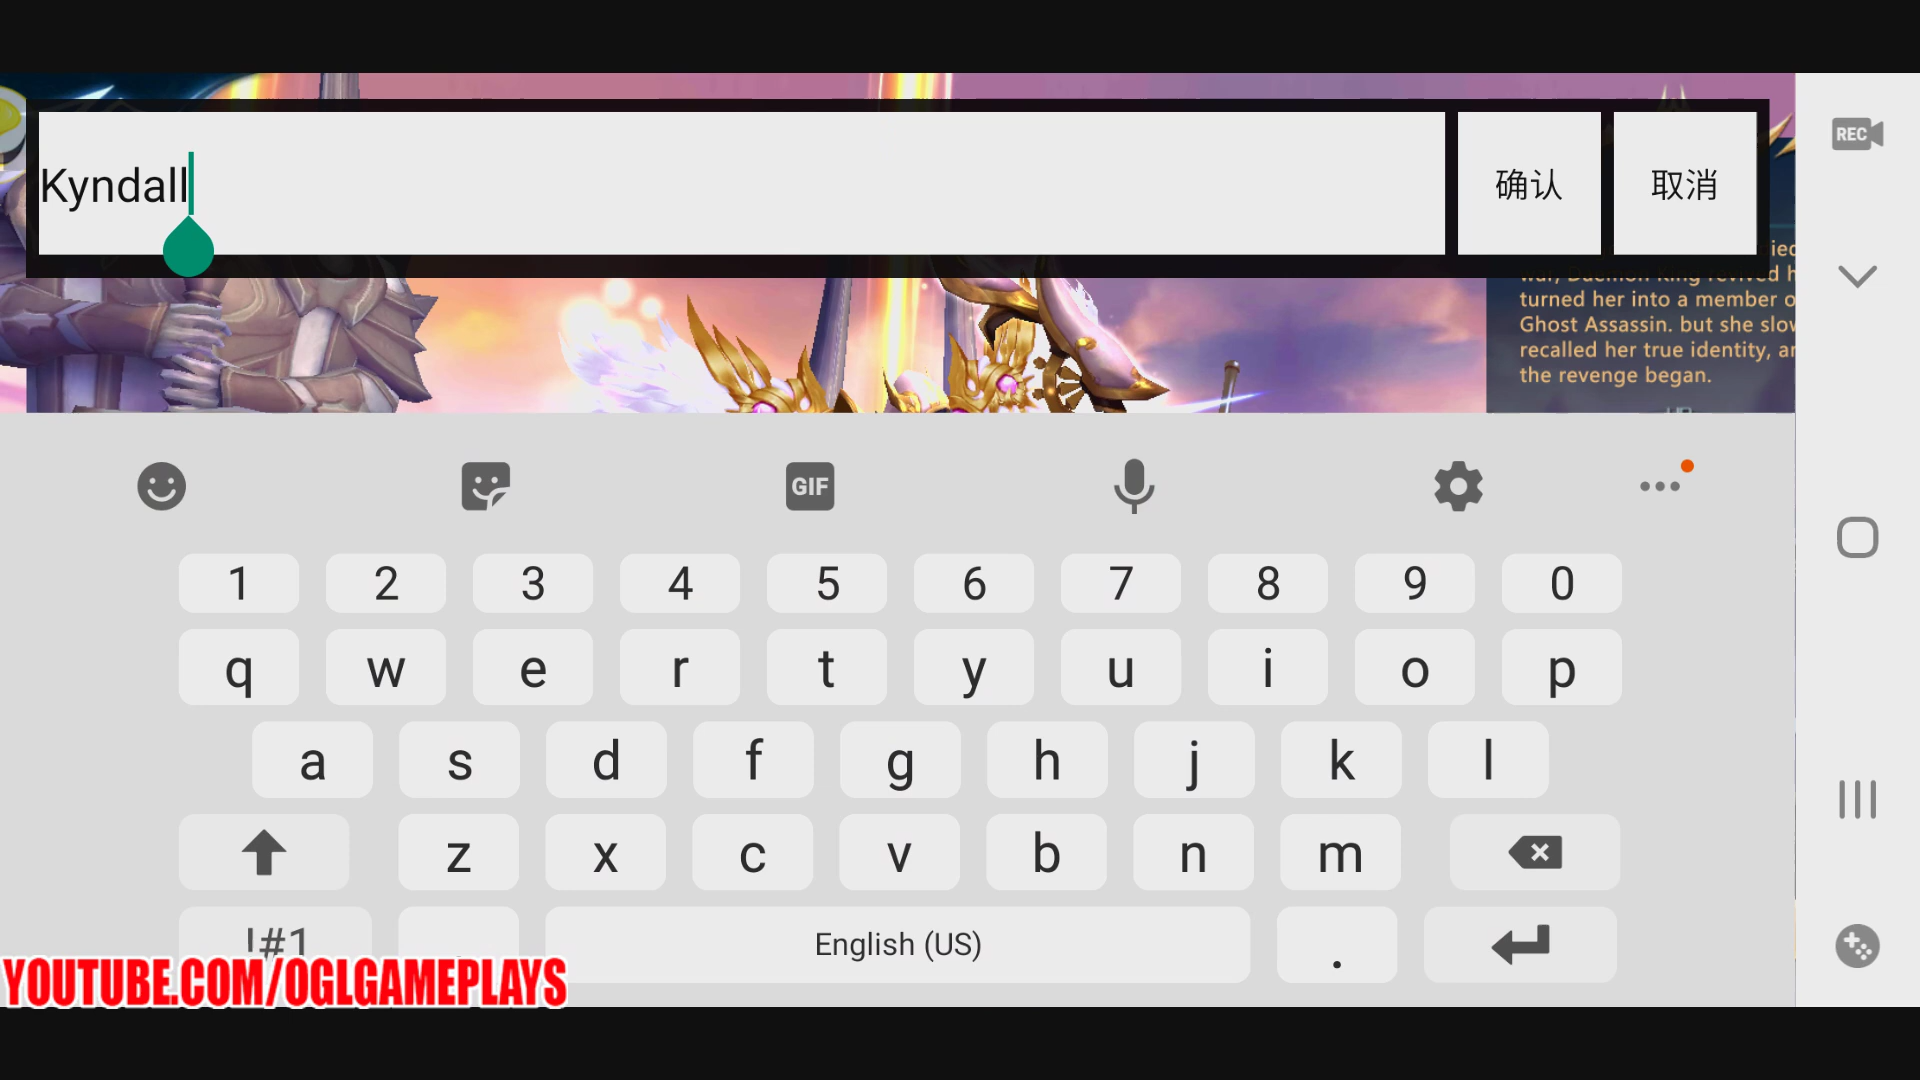 Kyndall
确认
取消
REC
turned her into a member o
Ghost Assassin. but she slov
recalled her true identity, ar
the revenge began.
GIF
1 2 3 4 5 6 7 8 9 0
q w e r t y u i o p
a s d f g h j k l
z x c v b n m
!#1
English (US)
.
YOUTUBE.COM/OGLGAMEPLAYS